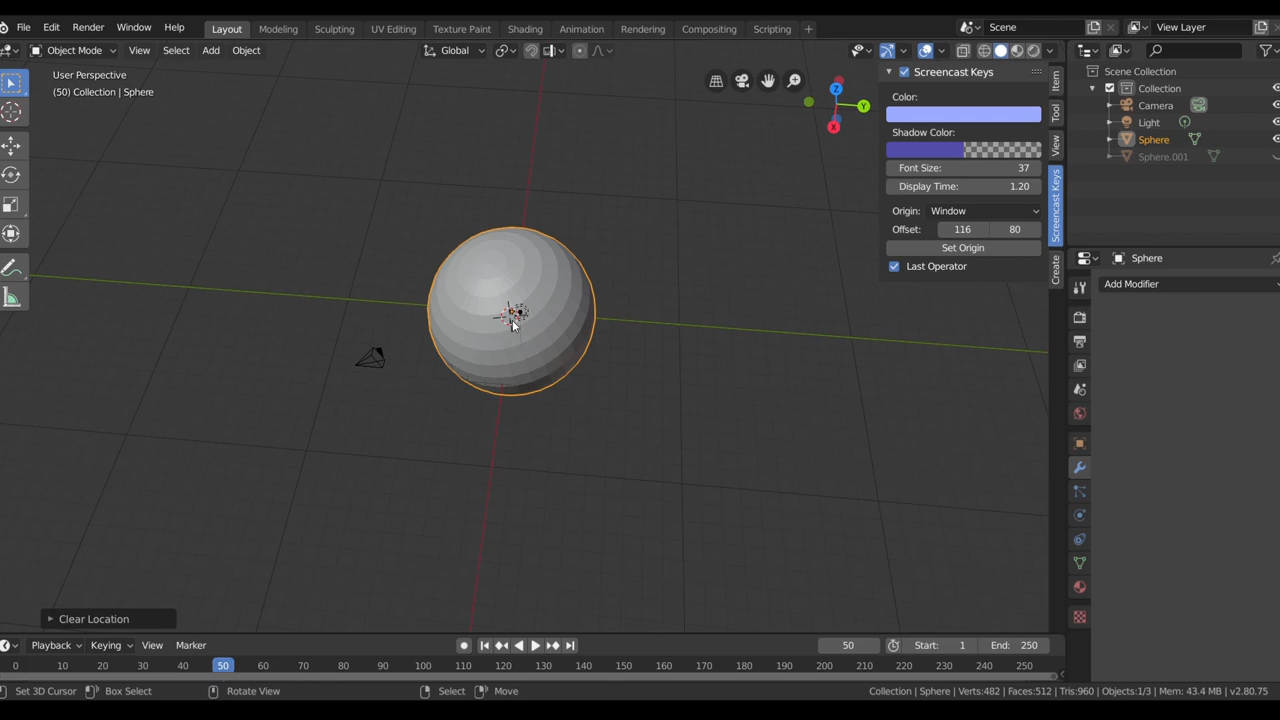 File Edit Render Window Help Layout Modeling Sculpting UV Editing Texture Paint Shading Animation Rendering Compositing Scripting + Scene View Layer
Object Mode View Select Add Object Global
User Perspective
(50) Collection | Sphere
Z
Y
X
Screencast Keys
Color:
Shadow Color:
Font Size: 37
Display Time: 1.20
Origin: Window
Offset: 116 80
Set Origin
Last Operator
Item
Tool
View
Screencast Keys
Create
Scene Collection
Collection
Camera
Light
Sphere
Sphere.001
Sphere
Add Modifier
Clear Location
Playback Keying View Marker 50 Start: 1 End: 250
0 10 20 30 40 50 60 70 80 90 100 110 120 130 140 150 160 170 180 190 200 210 220 230 240 250
Set 3D Cursor Box Select Rotate View Select Move Collection | Sphere | Verts:482 | Faces:512 | Tris:960 | Objects:1/3 | Mem: 43.4 MB | v2.80.75